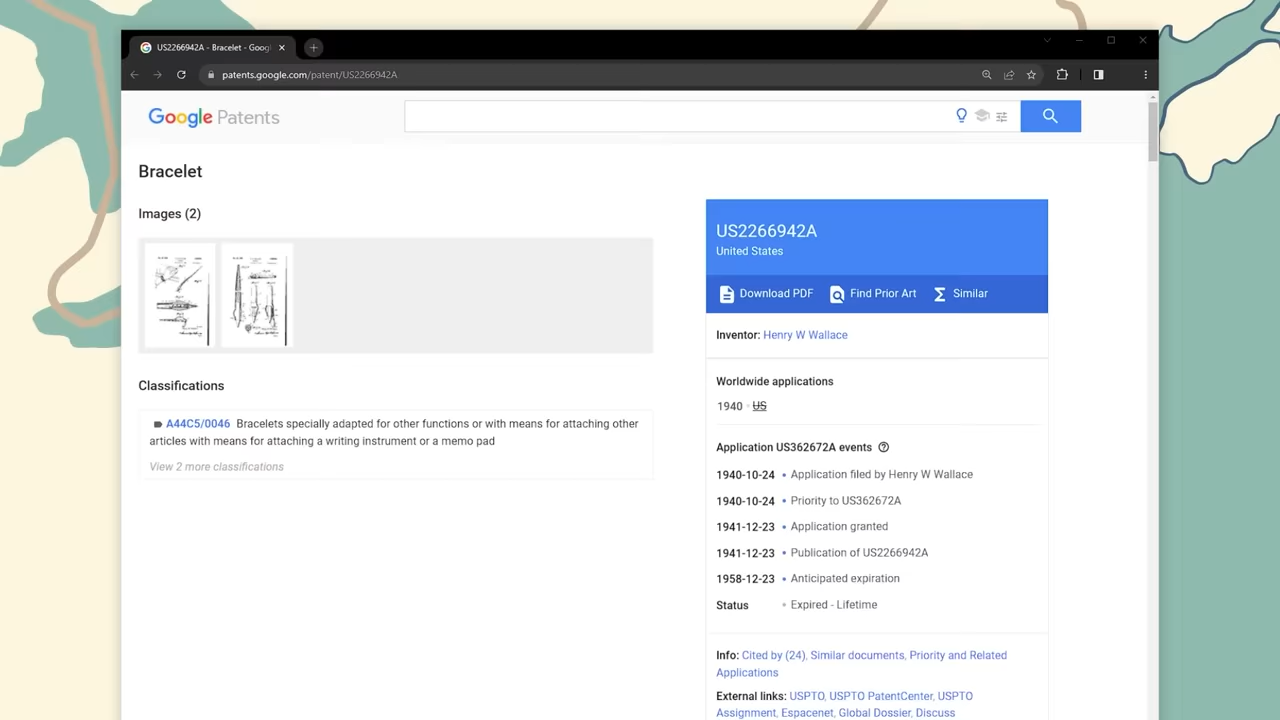 US2266942A - Bracelet - Goog
patents.google.com/patent/US2266942A
Google Patents
Bracelet
Images (2)
Classifications
A44C5/0046 Bracelets specially adapted for other functions or with means for attaching other
articles with means for attaching a writing instrument or a memo pad
View 2 more classifications
US2266942A
United States
Download PDF Find Prior Art Similar
Inventor: Henry W Wallace
Worldwide applications
1940 · US
Application US362672A events
1940-10-24 • Application filed by Henry W Wallace
1940-10-24 • Priority to US362672A
1941-12-23 • Application granted
1941-12-23 • Publication of US2266942A
1958-12-23 • Anticipated expiration
Status • Expired - Lifetime
Info: Cited by (24), Similar documents, Priority and Related
Applications
External links: USPTO, USPTO PatentCenter, USPTO
Assignment, Espacenet, Global Dossier, Discuss